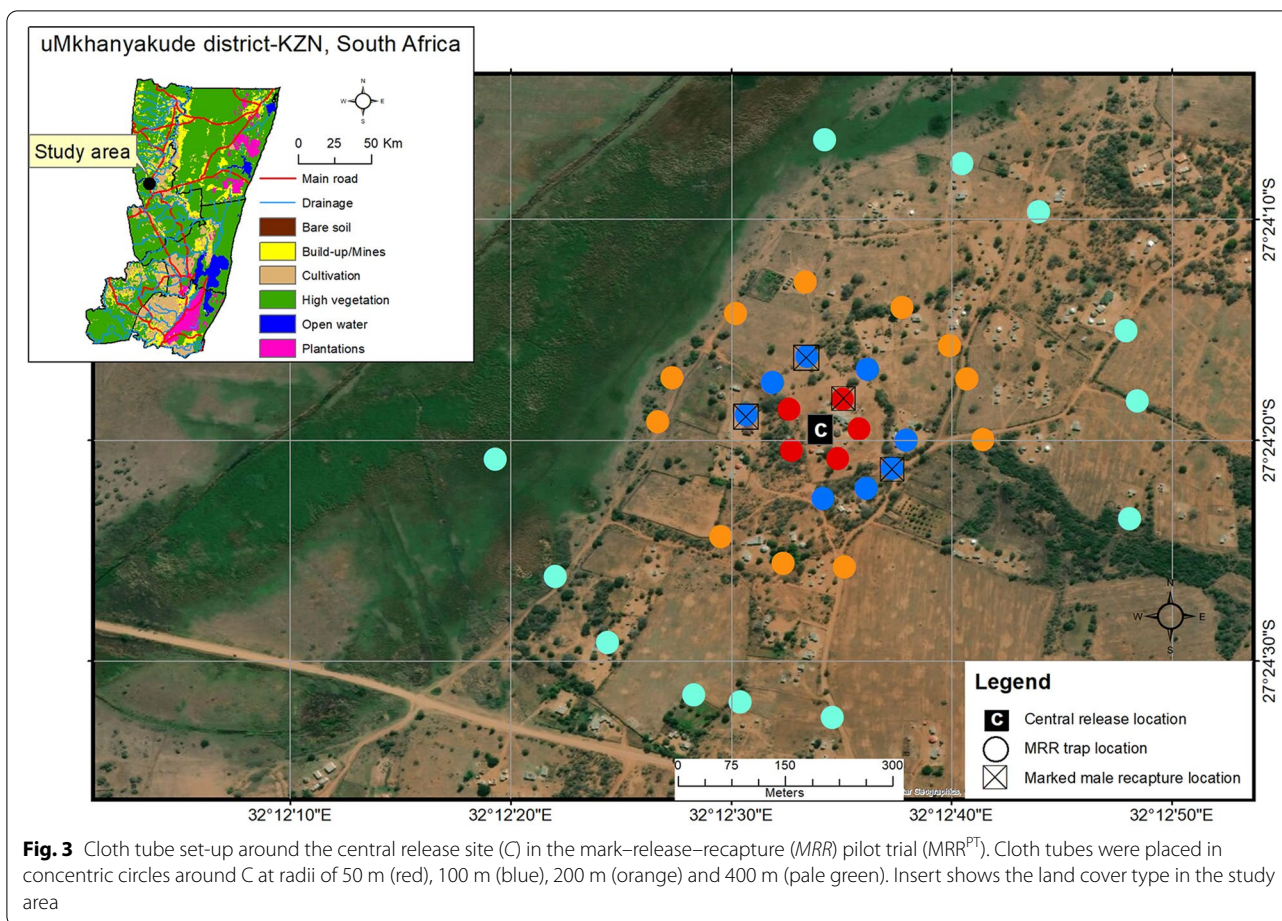 uMkhanyakude district-KZN, South Africa
N
W E
S
0 25 50 Km
Study area
Main road
Drainage
Bare soil
Build-up/Mines
Cultivation
High vegetation
Open water
Plantations
27°24'10"S
27°24'20"S
27°24'30"S
C
N
W E
S
Legend
C Central release location
MRR trap location
Marked male recapture location
0 75 150 300
Meters
Geographics,
32°12'10"E 32°12'20"E 32°12'30"E 32°12'40"E 32°12'50"E
Fig. 3 Cloth tube set-up around the central release site (C) in the mark–release–recapture (MRR) pilot trial (MRRPT). Cloth tubes were placed in
concentric circles around C at radii of 50 m (red), 100 m (blue), 200 m (orange) and 400 m (pale green). Insert shows the land cover type in the study
area